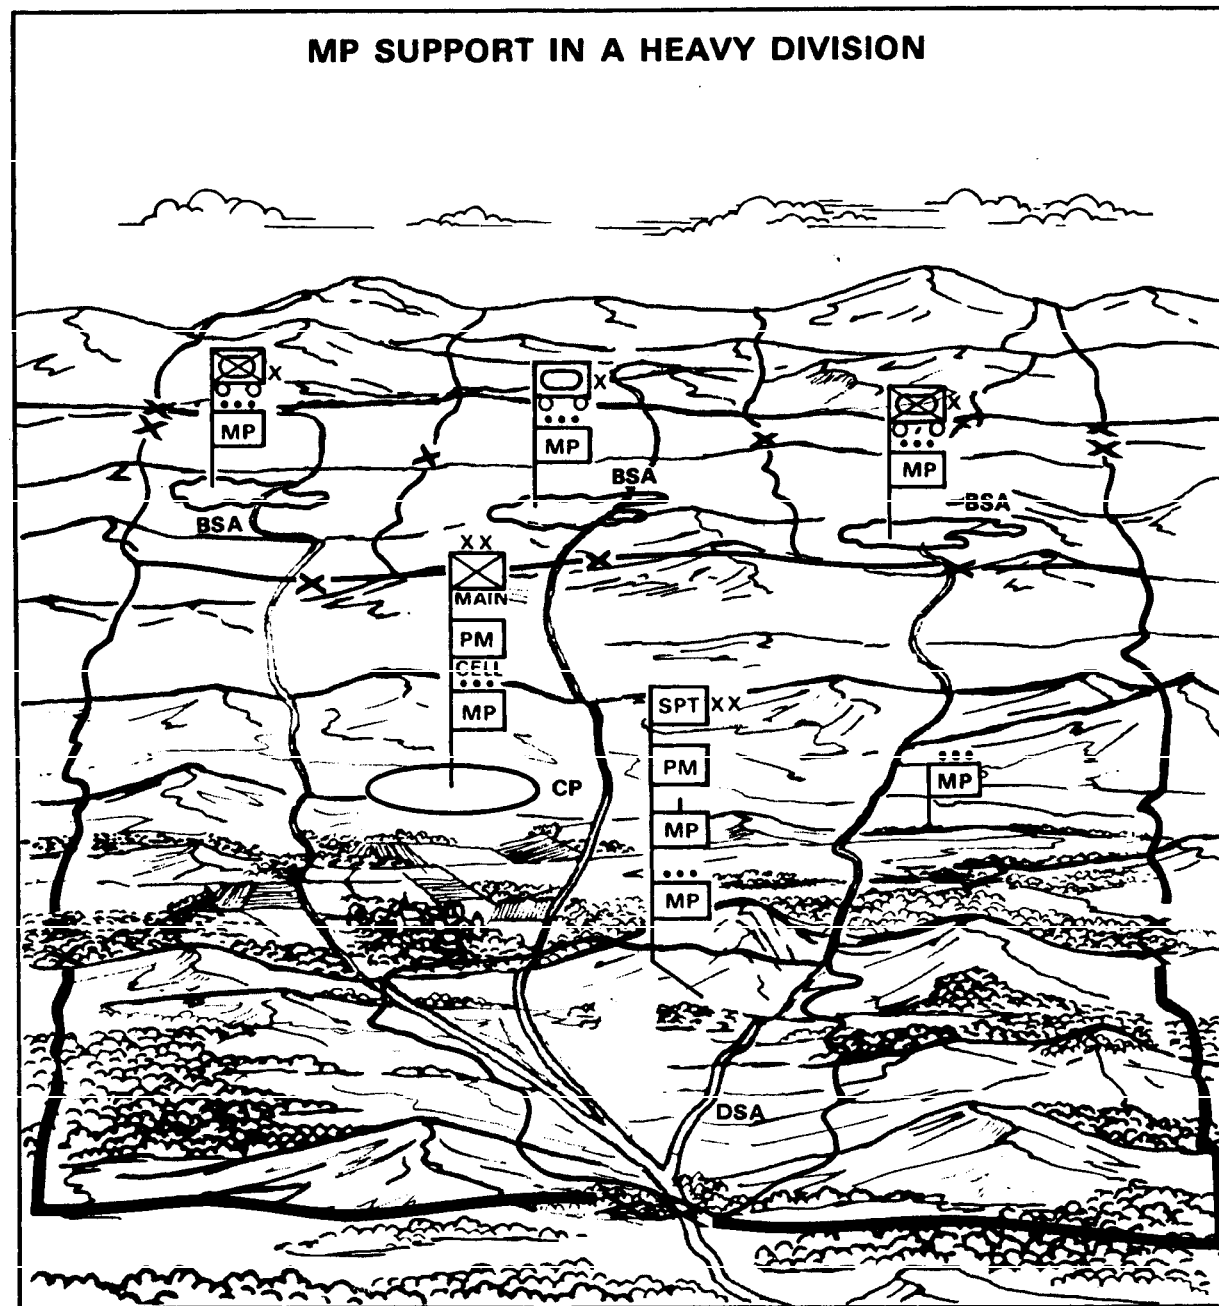 MP SUPPORT IN A HEAVY DIVISION
X
MP
BSA
X
MP
BSA
X
MP
BSA
XX
MAIN
PM
CELL
MP
CP
SPT XX
PM
MP
MP
MP
DSA